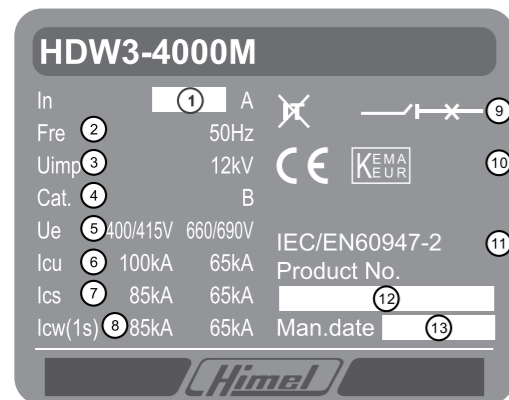 HDW3-4000M
In 1 A
Fre 2 50Hz
Uimp 3 12kV
Cat. 4 B
Ue 5 400/415V 660/690V
Icu 6 100kA 65kA
Ics 7 85kA 65kA
Icw(1s) 8 85kA 65kA
IT
9
CE KEMA KEUR 10
IEC/EN60947-2 11
Product No.
12
Man.date 13
Himel